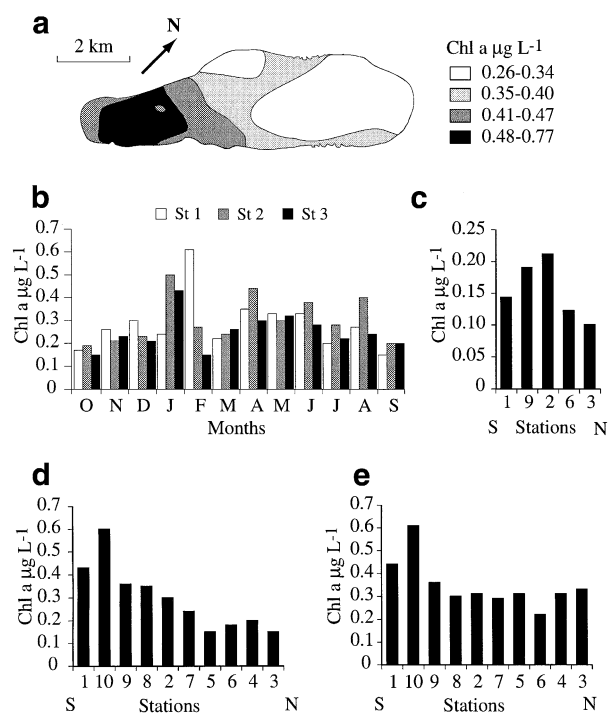 a
N
2 km
Chl a µg L-1
0.26-0.34
0.35-0.40
0.41-0.47
0.48-0.77
b
St 1 St 2 St 3
Chl a µg L-1
0.7
0.6
0.5
0.4
0.3
0.2
0.1
0
O N D J F M A M J J A S
Months
c
Chl a µg L-1
0.25
0.20
0.15
0.10
0.05
0
1 9 2 6 3
S Stations N
d
Chl a µg L-1
0.7
0.6
0.5
0.4
0.3
0.2
0.1
0
1 10 9 8 2 7 5 6 4 3
S Stations N
e
Chl a µg L-1
0.7
0.6
0.5
0.4
0.3
0.2
0.1
0
1 10 9 8 2 7 5 6 4 3
S Stations N